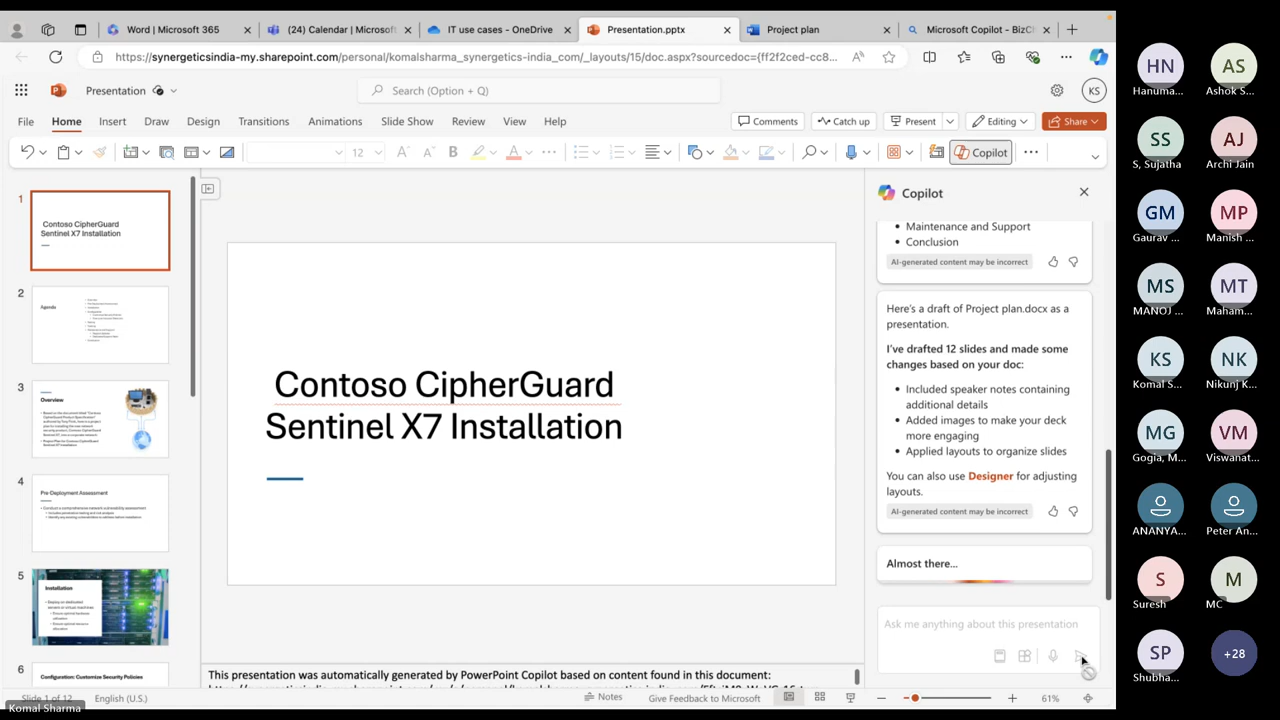 Word | Microsoft 365
(24) Calendar | Microsof
IT use cases - OneDrive
Presentation.pptx
Project plan
Microsoft Copilot - BizCh
https://synergeticsindia-my.sharepoint.com/personal/komalsharma_synergetics-india_com/_layouts/15/doc.aspx?sourcedoc={ff2f2ced-cc8...
Presentation
Search (Option + Q)
KS
File Home Insert Draw Design Transitions Animations Slide Show Review View Help
Comments Catch up Present Editing Share
12 Copilot
1
Contoso CipherGuard
Sentinel X7 Installation
2
Agenda
3
Overview
4
Pre-Deployment Assessment
Conduct a comprehensive network vulnerability assessment
5
Installation
6
Configuration: Customize Security Policies
Contoso CipherGuard
Sentinel X7 Installation
This presentation was automatically generated by PowerPoint Copilot based on content found in this document:
Copilot
• Maintenance and Support
• Conclusion
AI-generated content may be incorrect
Here's a draft of Project plan.docx as a
presentation.
I've drafted 12 slides and made some
changes based on your doc:
• Included speaker notes containing
additional details
• Added images to make your deck
more engaging
• Applied layouts to organize slides
You can also use Designer for adjusting
layouts.
AI-generated content may be incorrect
Almost there...
Ask me anything about this presentation
Slide 1 of 12
English (U.S.)
Notes
Give Feedback to Microsoft
61%
Komal Sharma
HN
Hanuma...
AS
Ashok S...
SS
S, Sujatha
AJ
Archi Jain
GM
Gaurav ...
MP
Manish ...
MS
MANOJ ...
MT
Maham...
KS
Komal S...
NK
Nikunj K...
MG
Gogia, M...
VM
Viswanat...
ANANYA...
Peter An...
S
Suresh
M
MC
SP
Shubha...
+28